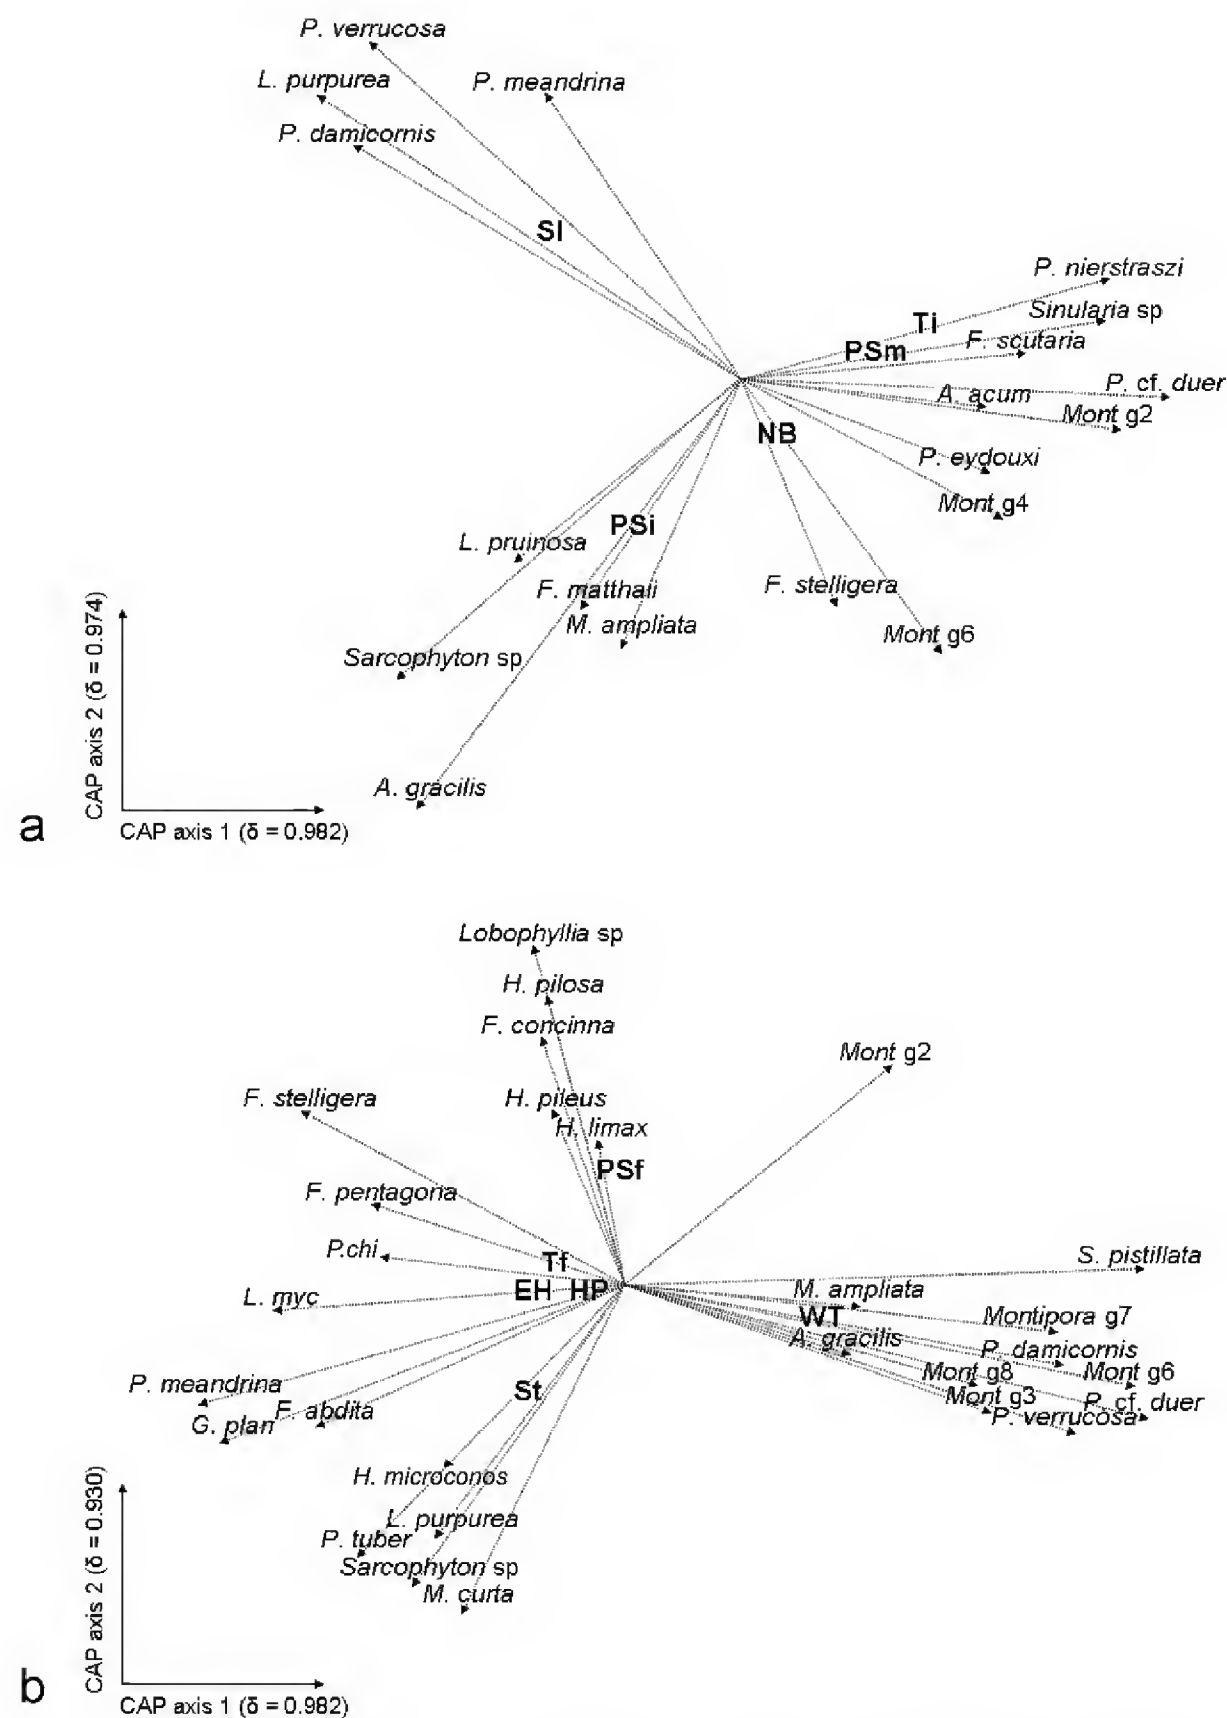 P. verrucosa
L. purpurea
P. meandrina
P. damicornis
Sl
P. nierstraszi
Ti
Sinularia sp
PSm
F. scutaria
P. cf. duer
A. acum
Mont g2
NB
P. eydouxi
Mont g4
PSi
L. pruinosa
F. matthali
F. stelligera
M. ampliata
Mont g6
Sarcophyton sp
A. gracilis
CAP axis 2 (δ = 0.974)
CAP axis 1 (δ = 0.982)
a
Lobophyllia sp
H. pilosa
F. concinna
Mont g2
F. stelligera
H. pileus
H. limax
PSf
F. pentagona
P.chi
Tf
S. pistillata
L. myc
EH HP
M. ampliata
WT
Montipora g7
A. gracilis
P. damicornis
P. meandrina
St
Mont g8
Mont g6
F. abdita
G. plan
Mont g3
P. cf. duer
P. verrucosa
H. microconos
L. purpurea
P. tuber
Sarcophyton sp
M. curta
CAP axis 2 (δ = 0.930)
CAP axis 1 (δ = 0.982)
b